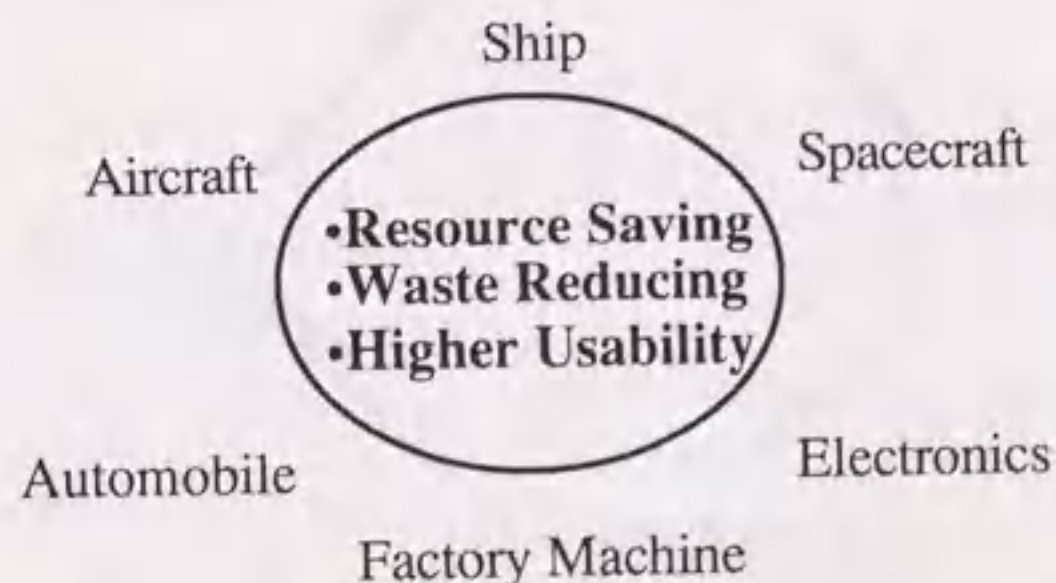 Ship
Aircraft
Spacecraft
•Resource Saving
•Waste Reducing
•Higher Usability
Automobile
Electronics
Factory Machine